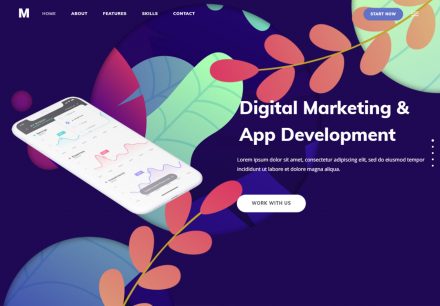 M HOME ABOUT FEATURES SKILLS CONTACT START NOW
Digital Marketing &
App Development
Lorem ipsum dolor sit amet, consectetur adipiscing elit, sed do eiusmod tempor
incididunt ut labore et dolore magna aliqua.
WORK WITH US